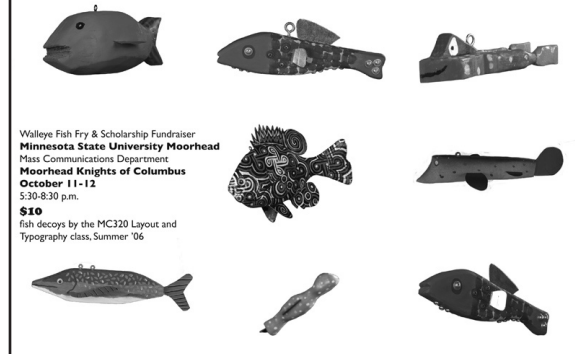 Walleye Fish Fry & Scholarship Fundraiser
Minnesota State University Moorhead
Mass Communications Department
Moorhead Knights of Columbus
October 11-12
5:30-8:30 p.m.
$10
fish decoys by the MC320 Layout and
Typography class, Summer '06